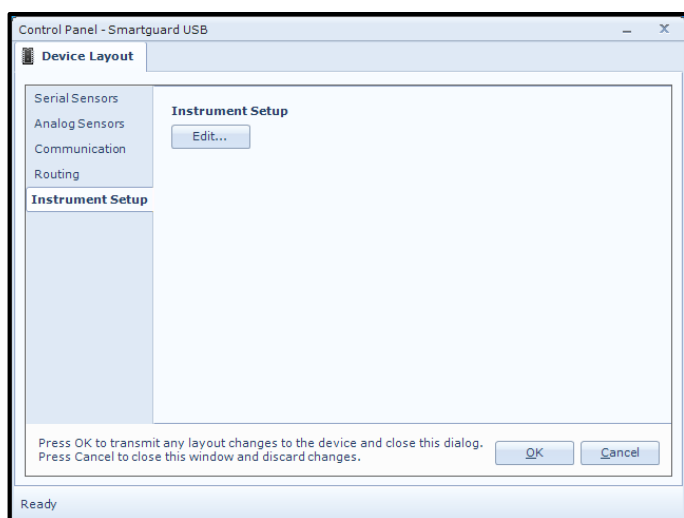 Control Panel - Smartguard USB
Device Layout
Serial Sensors
Analog Sensors
Communication
Routing
Instrument Setup
Instrument Setup
Edit...
Press OK to transmit any layout changes to the device and close this dialog.
Press Cancel to close this window and discard changes.
OK
Cancel
Ready